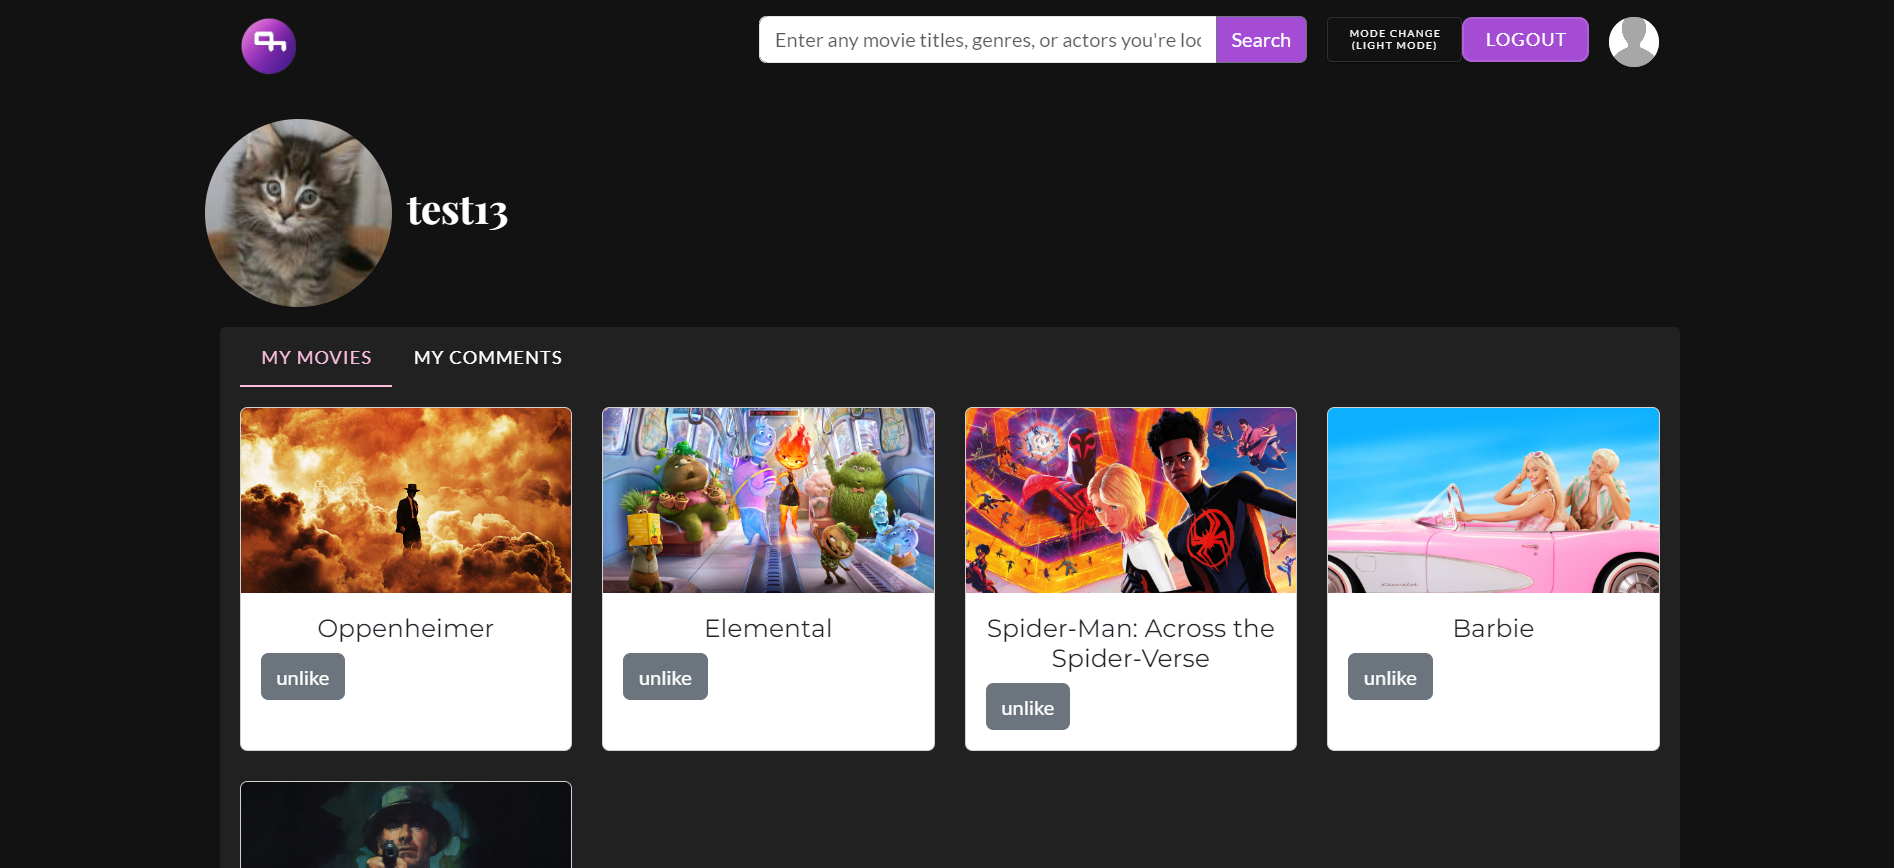 Enter any movie titles, genres, or actors you're loo
Search
MODE CHANGE
(LIGHT MODE)
LOGOUT
test13
MY MOVIES
MY COMMENTS
Oppenheimer
unlike
Elemental
unlike
Spider-Man: Across the
Spider-Verse
unlike
Barbie
unlike